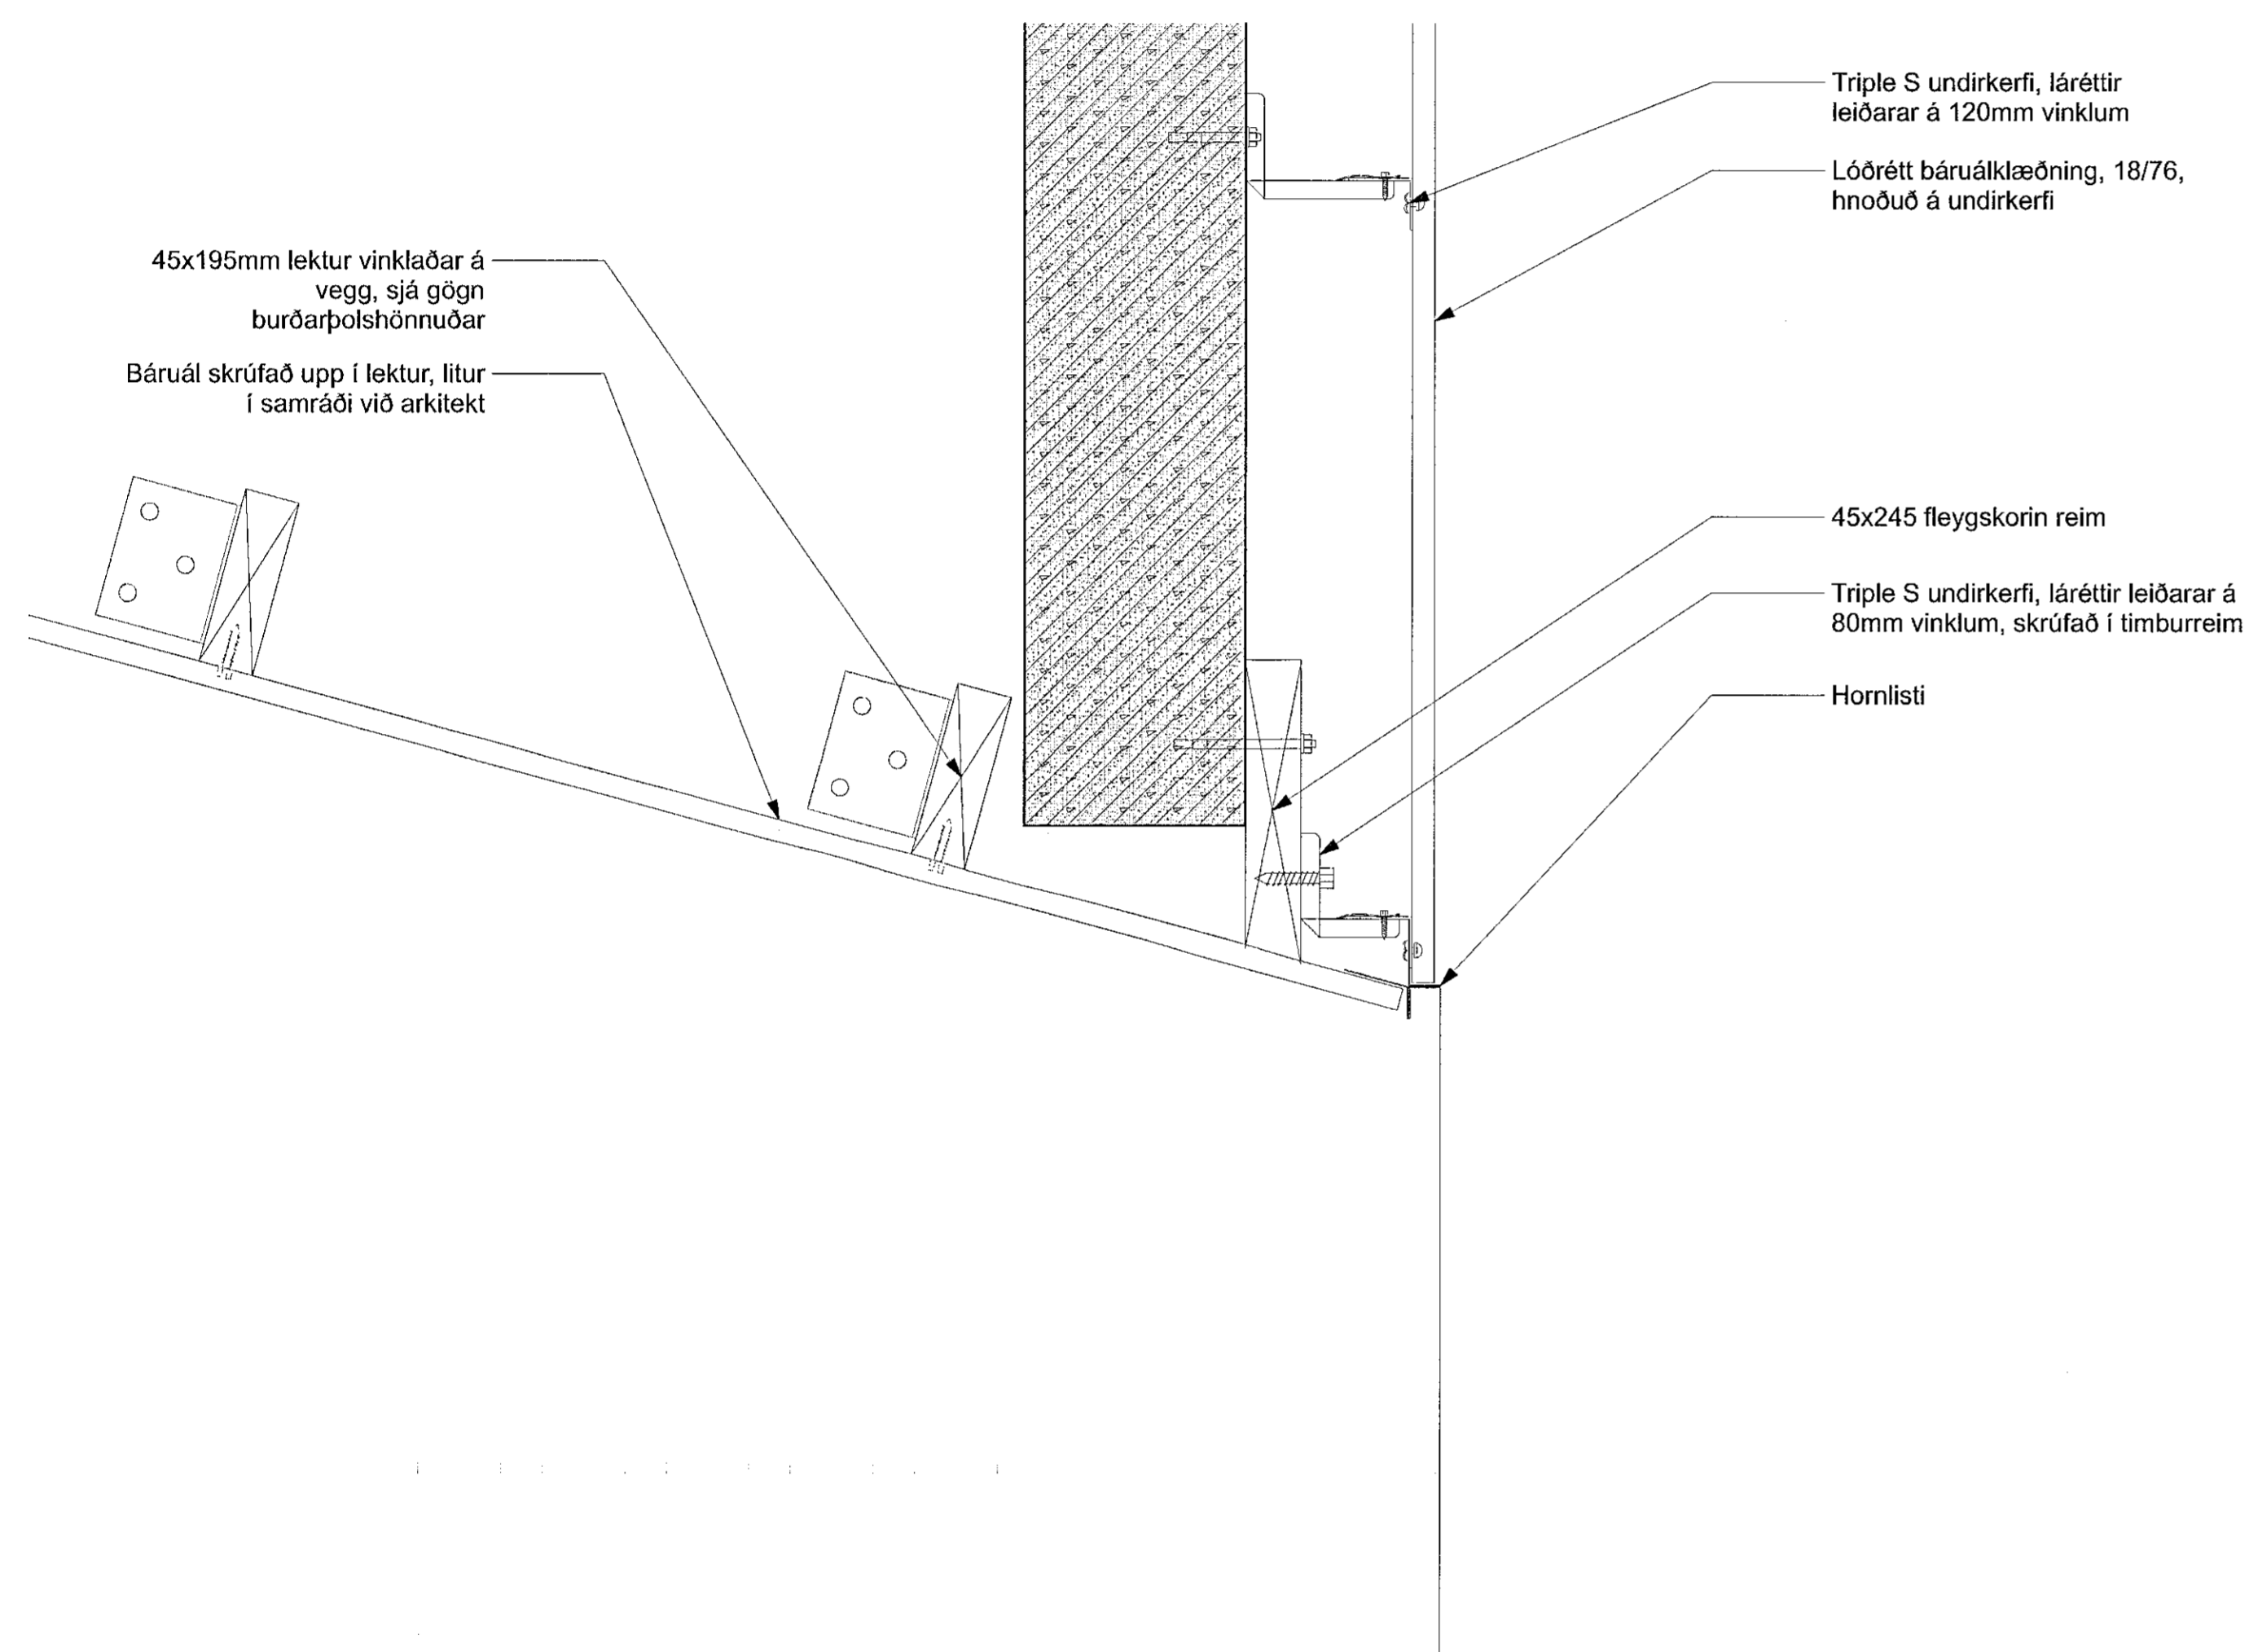 Triple S undirkerfi, láréttir
leiðarar á 120mm vinklum
Lóðrétt báruálklæðning, 18/76,
hnoðuð á undirkerfi
45x195mm lektur vinklaðar á
vegg, sjá gögn
burðarþolshönnuðar
Báruál skrúfað upp í lektur, litur
í samráði við arkitekt
45x245 fleygskorin reim
Triple S undirkerfi, láréttir leiðarar á
80mm vinklum, skrúfað í timburreim
Hornlisti